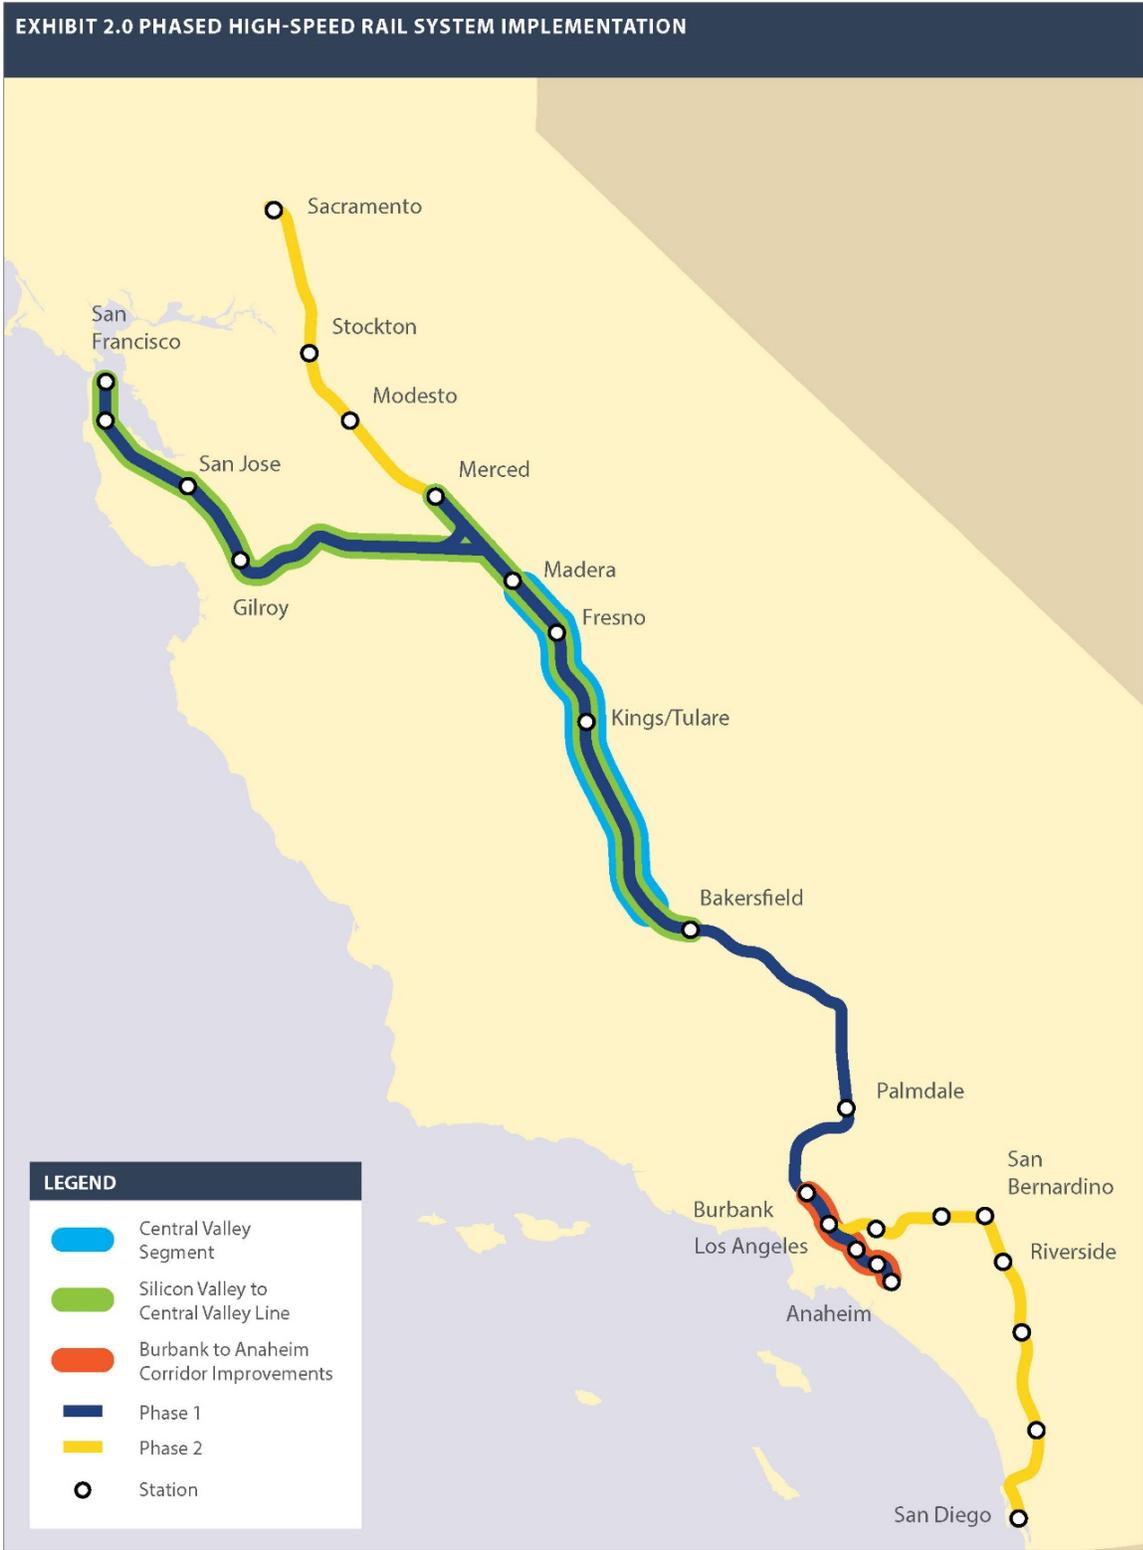 EXHIBIT 2.0 PHASED HIGH-SPEED RAIL SYSTEM IMPLEMENTATION
Sacramento
San
Francisco
Stockton
Modesto
San Jose
Merced
Madera
Gilroy
Fresno
Kings/Tulare
Bakersfield
Palmdale
San
Bernardino
Burbank
Los Angeles
Riverside
Anaheim
San Diego
LEGEND
Central Valley
Segment
Silicon Valley to
Central Valley Line
Burbank to Anaheim
Corridor Improvements
Phase 1
Phase 2
Station